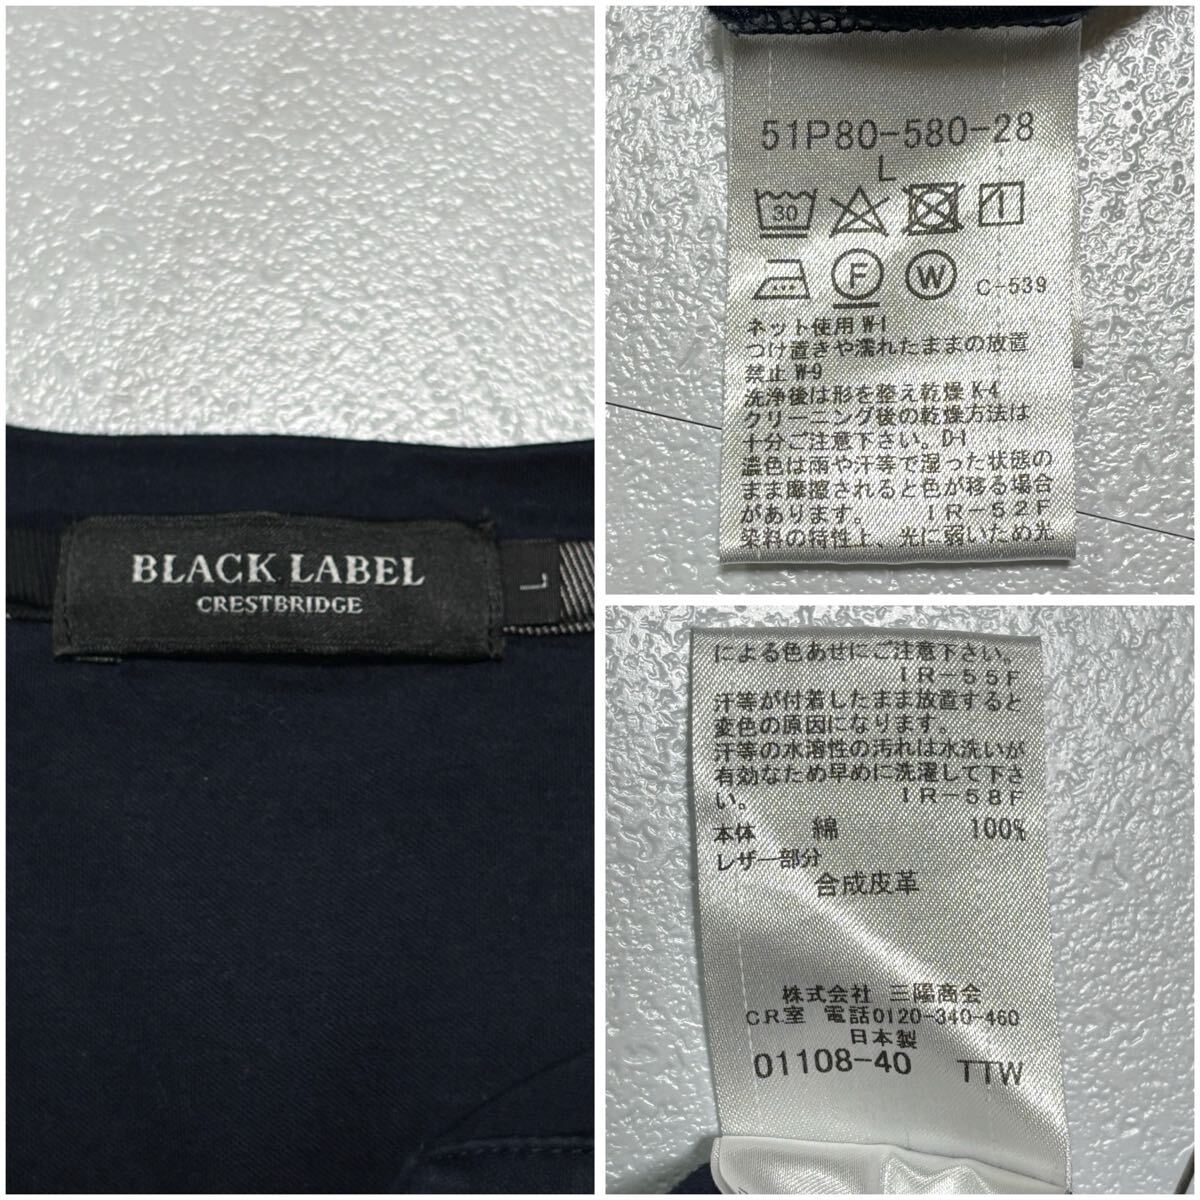 BLACK LABEL
CRESTBRIDGE
L
51P80-580-28
L
30
F W C-539
ネット使用 W-1
つけ置きや濡れたままの放置
禁止 W-9
洗浄後は形を整え乾燥 K-4
クリーニング後の乾燥方法は
十分ご注意下さい。D-1
濃色は雨や汗等で湿った状態の
まま摩擦されると色が移る場合
があります。 IR-52F
染料の特性上、光に弱いため光
による色あせにご注意下さい。
IR-55F
汗等が付着したまま放置すると
変色の原因になります。
汗等の水溶性の汚れは水洗いが
有効なため早めに洗濯して下さ
い。 IR-58F
本体 綿 100%
レザー部分
合成皮革
株式会社 三陽商会
C.R.室 電話0120-340-460
日本製
01108-40 TTW